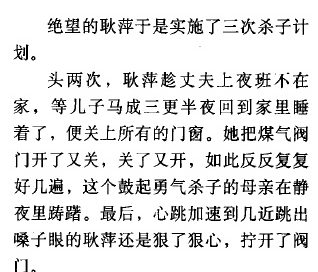 绝望的耿萍于是实施了三次杀子计
划。
头两次，耿萍趁丈夫上夜班不在
家，等儿子马成三更半夜回到家里睡
着了，便关上所有的门窗。她把煤气阀
门开了又关，关了又开，如此反反复复
好几遍，这个鼓起勇气杀子的母亲在静
夜里踌躇。最后，心跳加速到几近跳出
嗓子眼的耿萍还是狠了狠心，拧开了阀
门。